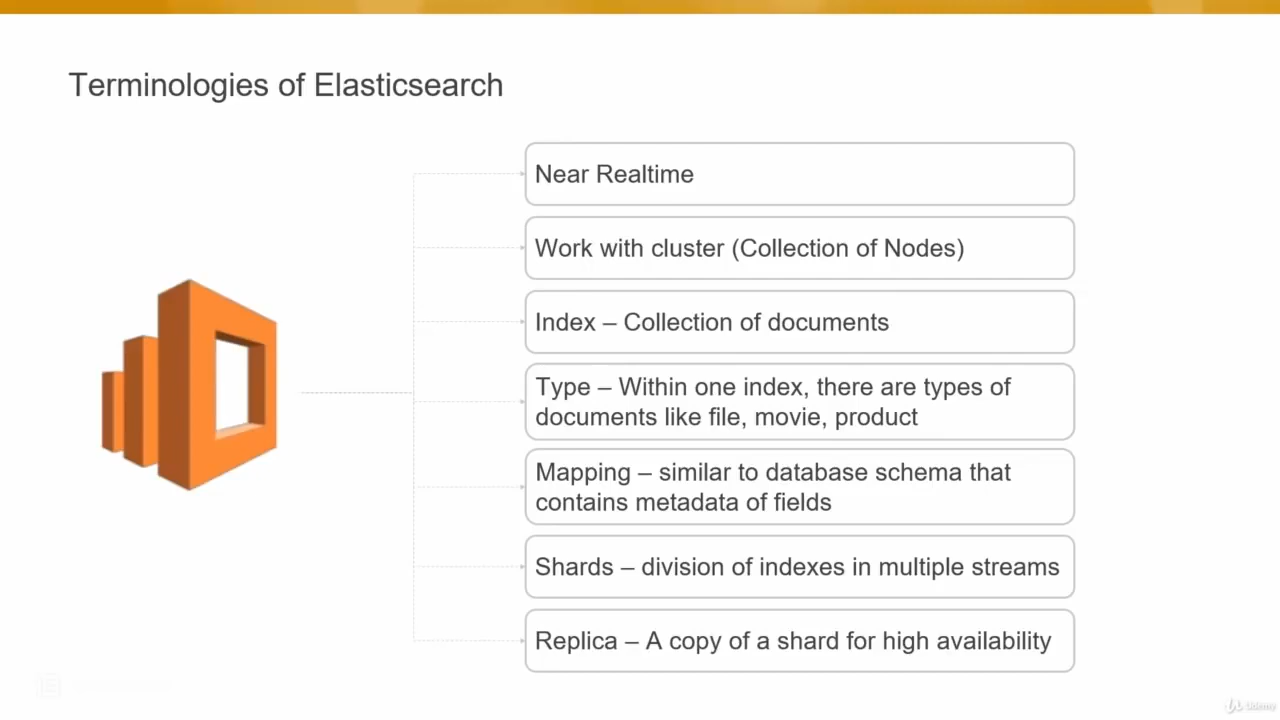 Terminologies of Elasticsearch
Near Realtime
Work with cluster (Collection of Nodes)
Index – Collection of documents
Type – Within one index, there are types of
documents like file, movie, product
Mapping – similar to database schema that
contains metadata of fields
Shards – division of indexes in multiple streams
Replica – A copy of a shard for high availability
Udemy